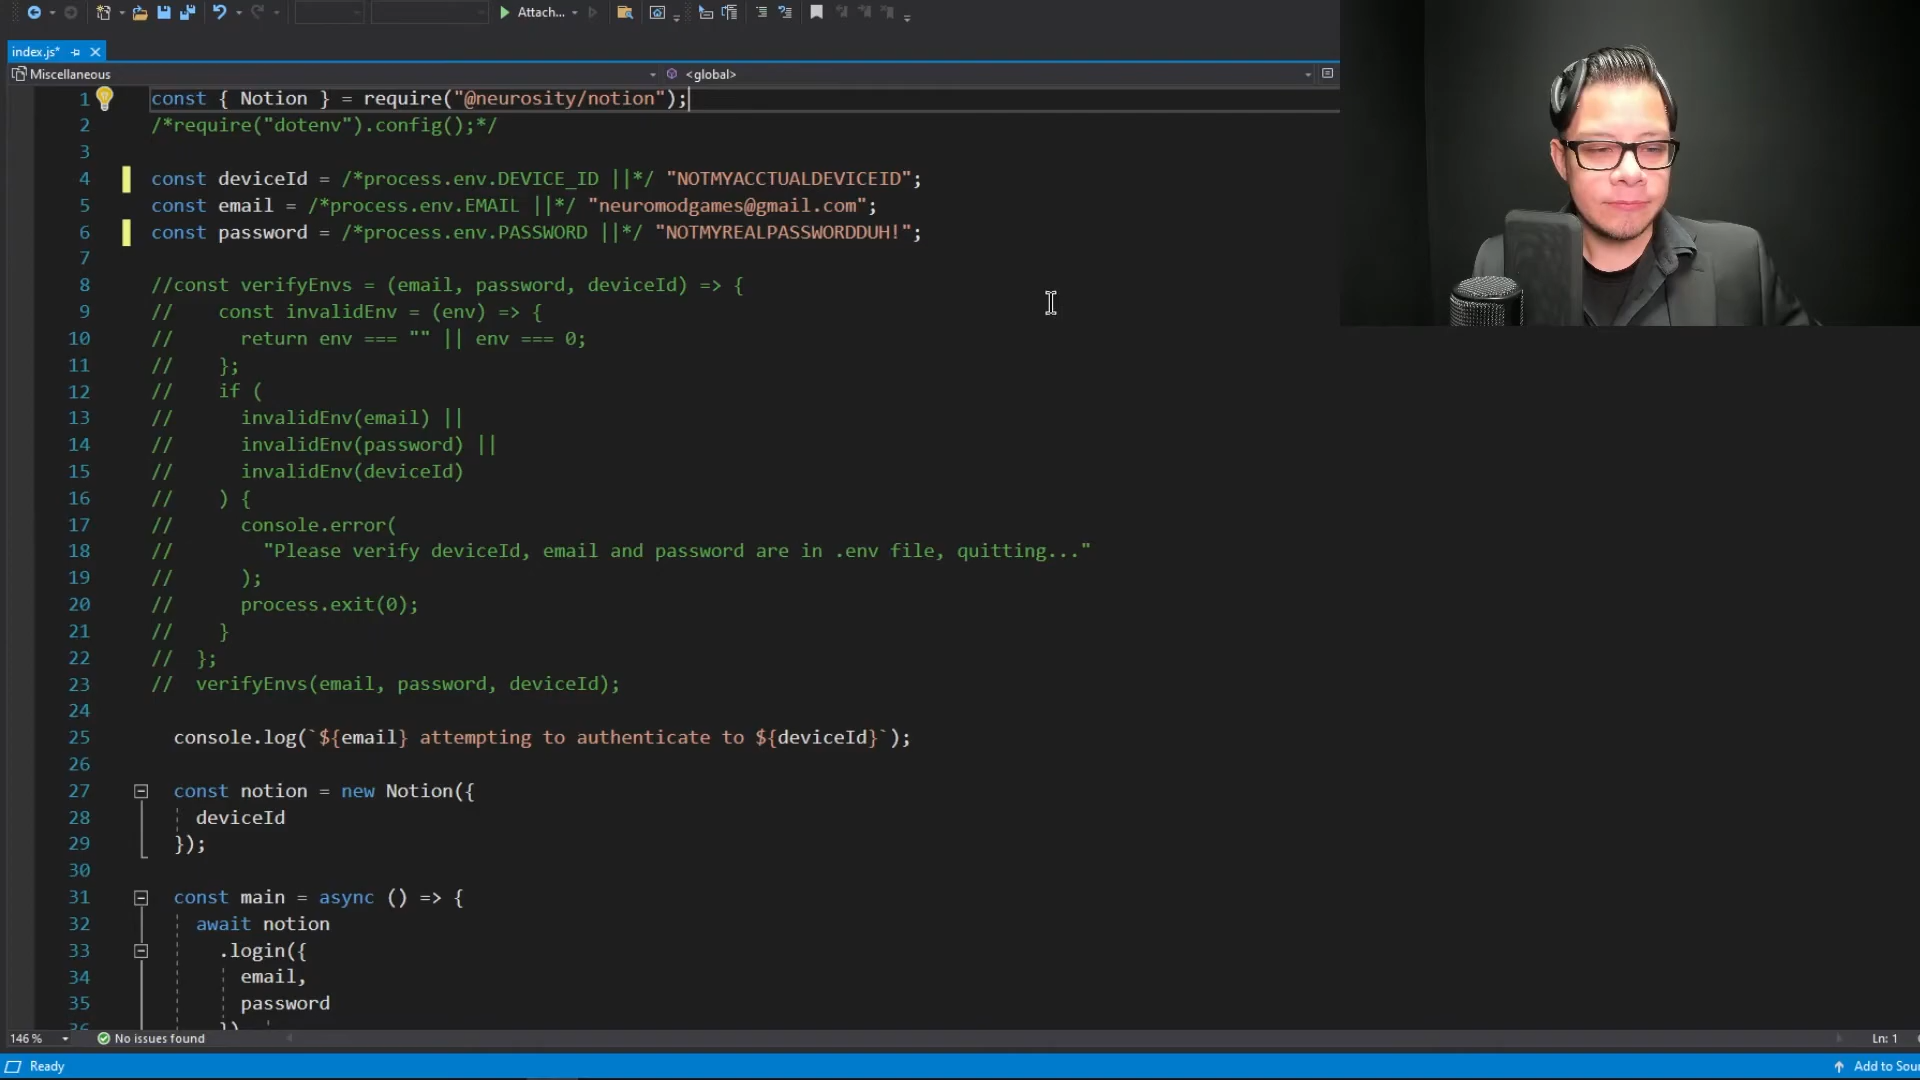 Attach...
index.js*
Miscellaneous
<global>
1 const { Notion } = require("@neurosity/notion");
2 /*require("dotenv").config();*/
3
4 const deviceId = /*process.env.DEVICE_ID ||*/ "NOTMYACCTUALDEVICEID";
5 const email = /*process.env.EMAIL ||*/ "neuromodgames@gmail.com";
6 const password = /*process.env.PASSWORD ||*/ "NOTMYREALPASSWORDDUH!";
7
8 //const verifyEnvs = (email, password, deviceId) => {
9 //    const invalidEnv = (env) => {
10 //      return env === "" || env === 0;
11 //    };
12 //    if (
13 //      invalidEnv(email) ||
14 //      invalidEnv(password) ||
15 //      invalidEnv(deviceId)
16 //    ) {
17 //      console.error(
18 //        "Please verify deviceId, email and password are in .env file, quitting..."
19 //      );
20 //      process.exit(0);
21 //    }
22 //  };
23 //  verifyEnvs(email, password, deviceId);
24
25 console.log(`${email} attempting to authenticate to ${deviceId}`);
26
27 const notion = new Notion({
28 deviceId
29 });
30
31 const main = async () => {
32 await notion
33 .login({
34 email,
35 password
36 })
146 %
No issues found
Ln: 1
Ready
Add to Sour